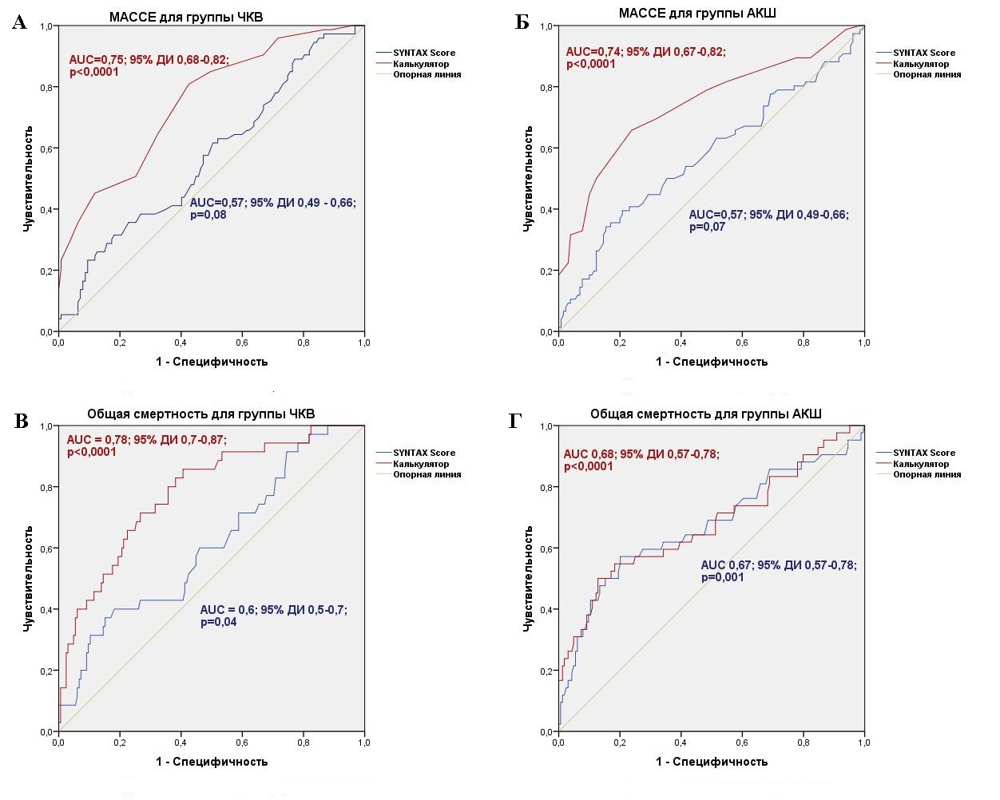 А
МАССЕ для группы ЧКВ
1,0
0,8
0,6
0,4
0,2
0,0
0,0 0,2 0,4 0,6 0,8 1,0
Чувствительность
1 - Специфичность
AUC=0,75; 95% ДИ 0,68-0,82;
p<0,0001
AUC=0,57; 95% ДИ 0,49 - 0,66;
p=0,08
SYNTAX Score
Калькулятор
Опорная линия
Б
МАССЕ для группы АКШ
1,0
0,8
0,6
0,4
0,2
0,0
0,0 0,2 0,4 0,6 0,8 1,0
Чувствительность
1 - Специфичность
AUC=0,74; 95% ДИ 0,67-0,82;
p<0,0001
AUC=0,57; 95% ДИ 0,49-0,66;
p=0,07
SYNTAX Score
Калькулятор
Опорная линия
В
Общая смертность для группы ЧКВ
1,0
0,8
0,6
0,4
0,2
0,0
0,0 0,2 0,4 0,6 0,8 1,0
Чувствительность
1 - Специфичность
AUC = 0,78; 95% ДИ 0,7-0,87;
p<0,0001
AUC = 0,6; 95% ДИ 0,5-0,7;
p=0,04
SYNTAX Score
Калькулятор
Опорная линия
Г
Общая смертность для группы АКШ
1,0
0,8
0,6
0,4
0,2
0,0
0,0 0,2 0,4 0,6 0,8 1,0
Чувствительность
1 - Специфичность
AUC 0,68; 95% ДИ 0,57-0,78;
p<0,0001
AUC 0,67; 95% ДИ 0,57-0,78;
p=0,001
SYNTAX Score
Калькулятор
Опорная линия